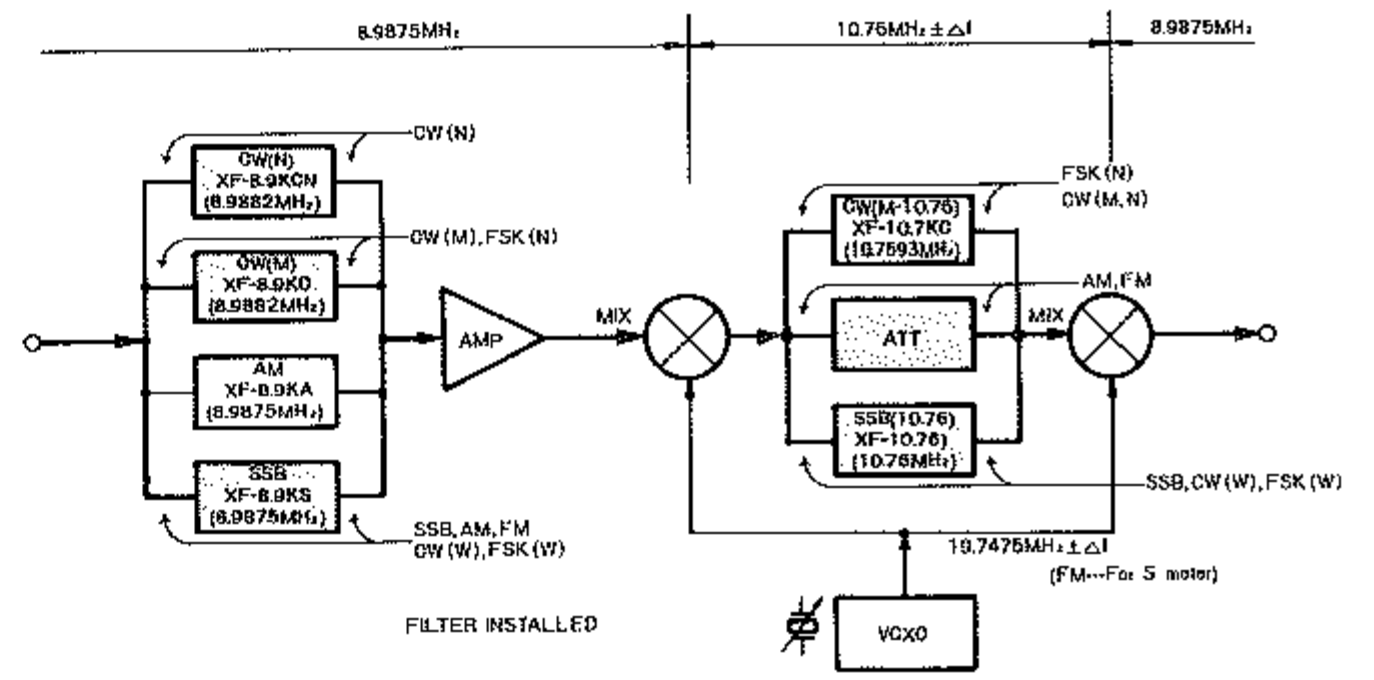 8.9875MHz
10.76MHz ± △f
8.9875MHz
CW(N)
CW(N)
XF-8.9KCN
(8.9882MHz)
CW(M), FSK(N)
CW(M)
XF-8.9KC
(8.9882MHz)
AM
XF-8.9KA
(8.9875MHz)
SSB
XF-8.9KS
(8.9875MHz)
SSB, AM, FM
CW(W), FSK(W)
AMP
MIX
FSK(N)
CW(M,N)
CW(M-10.76)
XF-10.7KC
(10.7593MHz)
AM, FM
ATT
MIX
SSB(10.76)
XF-10.76)
(10.76MHz)
SSB, CW(W), FSK(W)
19.7475MHz ± △f
(FM---For S meter)
VCXO
FILTER INSTALLED